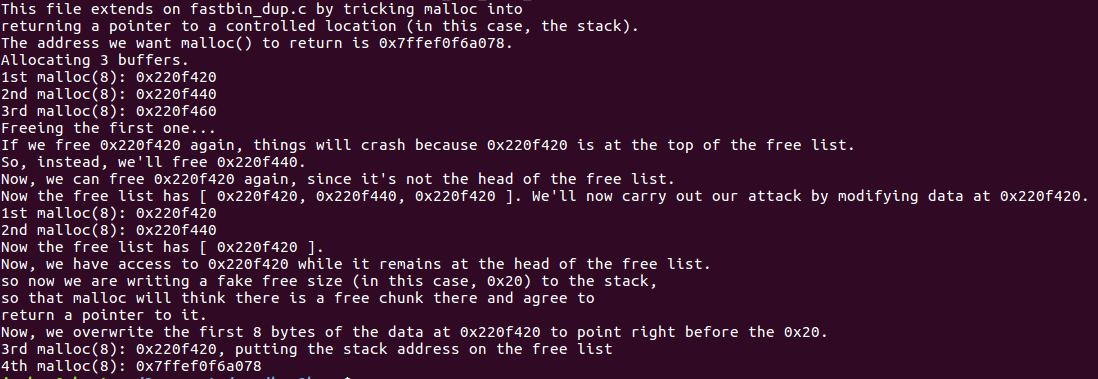 This file extends on fastbin_dup.c by tricking malloc into
returning a pointer to a controlled location (in this case, the stack).
The address we want malloc() to return is 0x7ffef0f6a078.
Allocating 3 buffers.
1st malloc(8): 0x220f420
2nd malloc(8): 0x220f440
3rd malloc(8): 0x220f460
Freeing the first one...
If we free 0x220f420 again, things will crash because 0x220f420 is at the top of the free list.
So, instead, we'll free 0x220f440.
Now, we can free 0x220f420 again, since it's not the head of the free list.
Now the free list has [ 0x220f420, 0x220f440, 0x220f420 ]. We'll now carry out our attack by modifying data at 0x220f420.
1st malloc(8): 0x220f420
2nd malloc(8): 0x220f440
Now the free list has [ 0x220f420 ].
Now, we have access to 0x220f420 while it remains at the head of the free list.
so now we are writing a fake free size (in this case, 0x20) to the stack,
so that malloc will think there is a free chunk there and agree to
return a pointer to it.
Now, we overwrite the first 8 bytes of the data at 0x220f420 to point right before the 0x20.
3rd malloc(8): 0x220f420, putting the stack address on the free list
4th malloc(8): 0x7ffef0f6a078